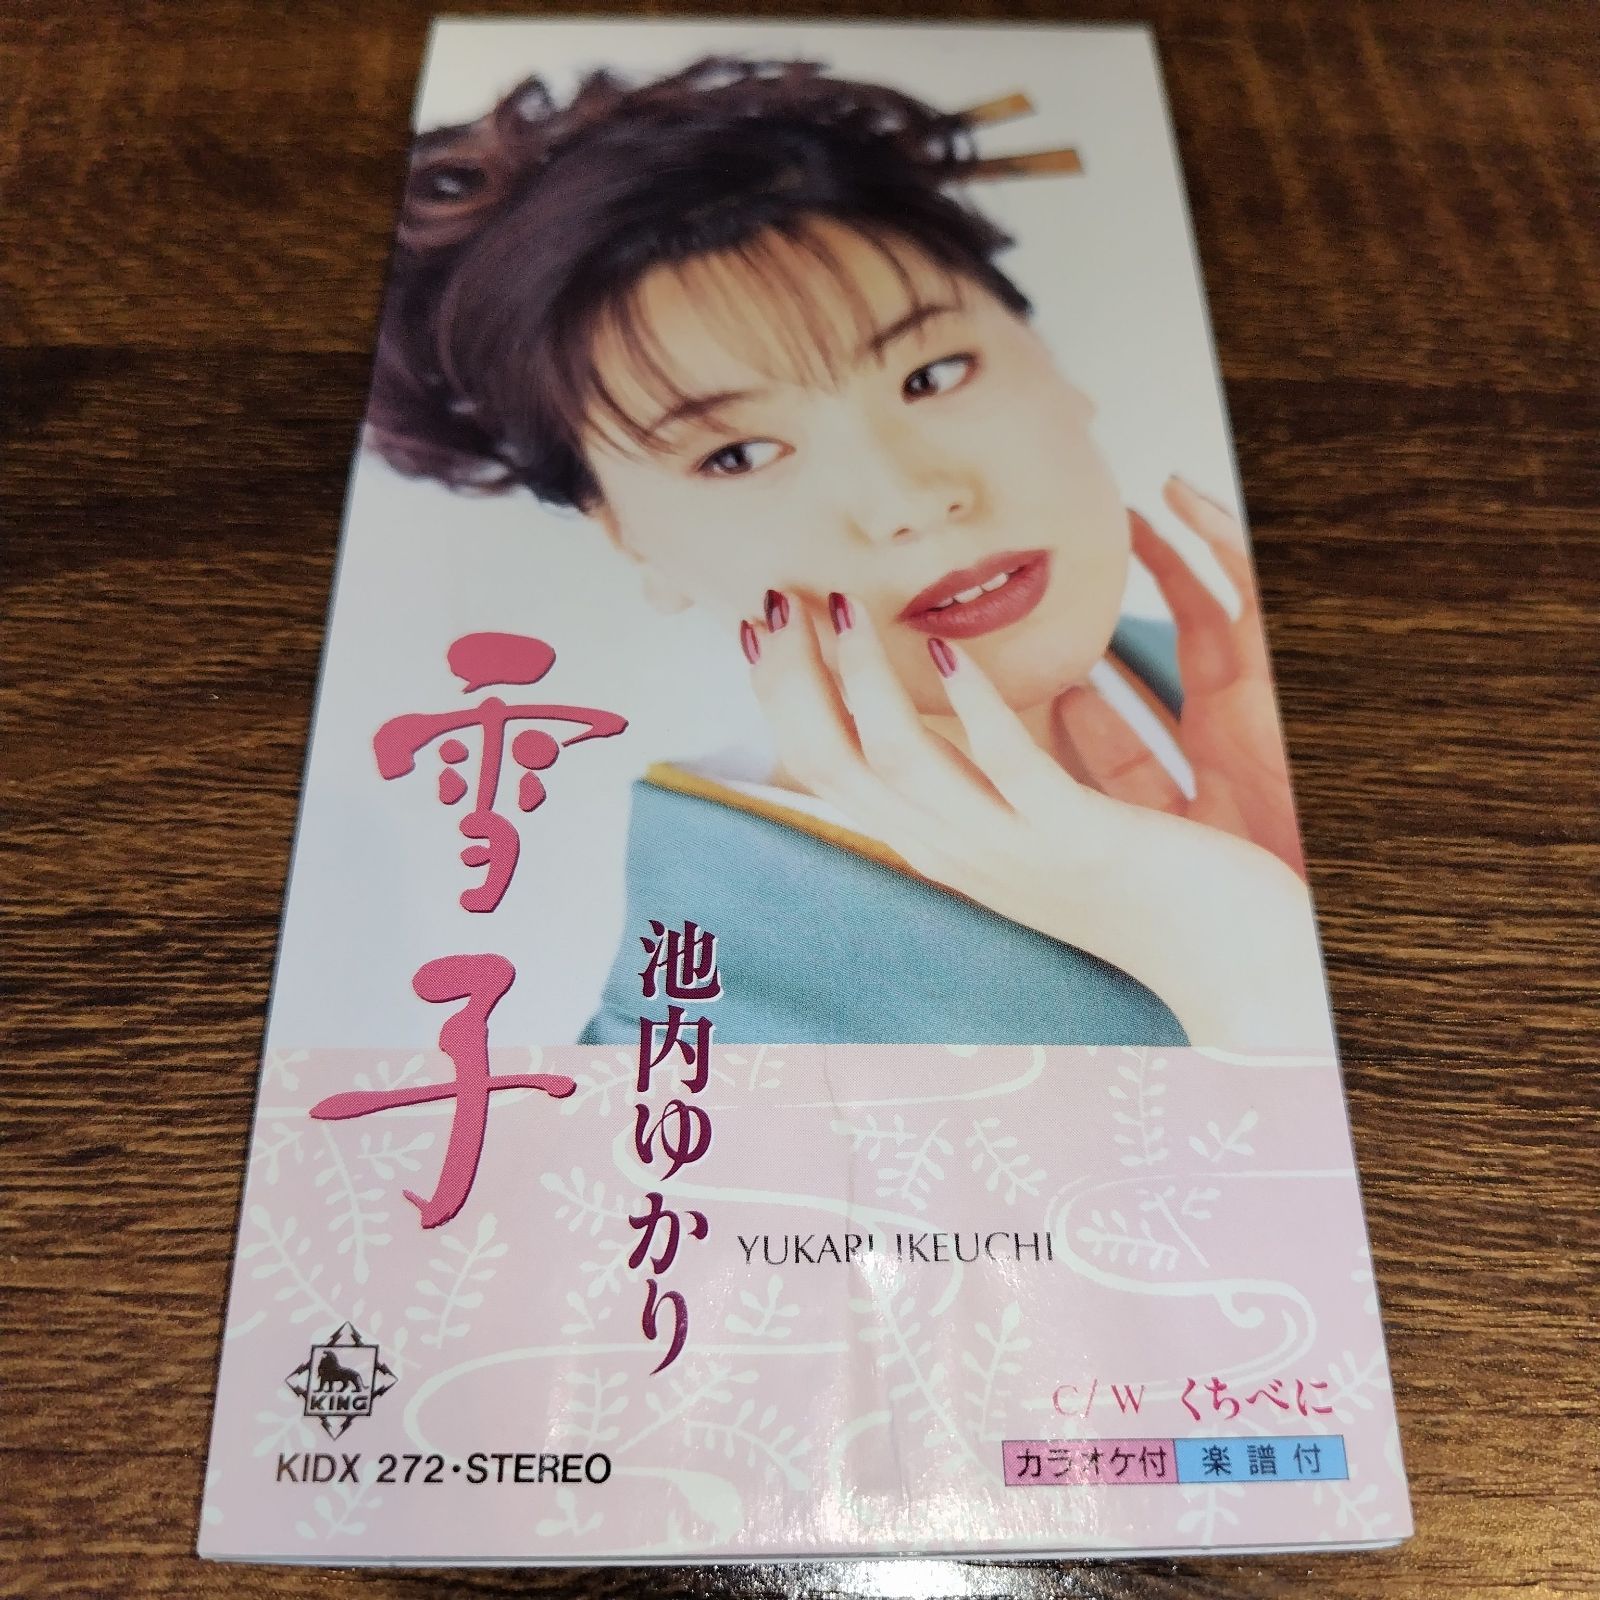 雪子
池内ゆかり
YUKARI IKEUCHI
KING
KIDX 272・STEREO
C/W くちべに
カラオケ付 楽譜付